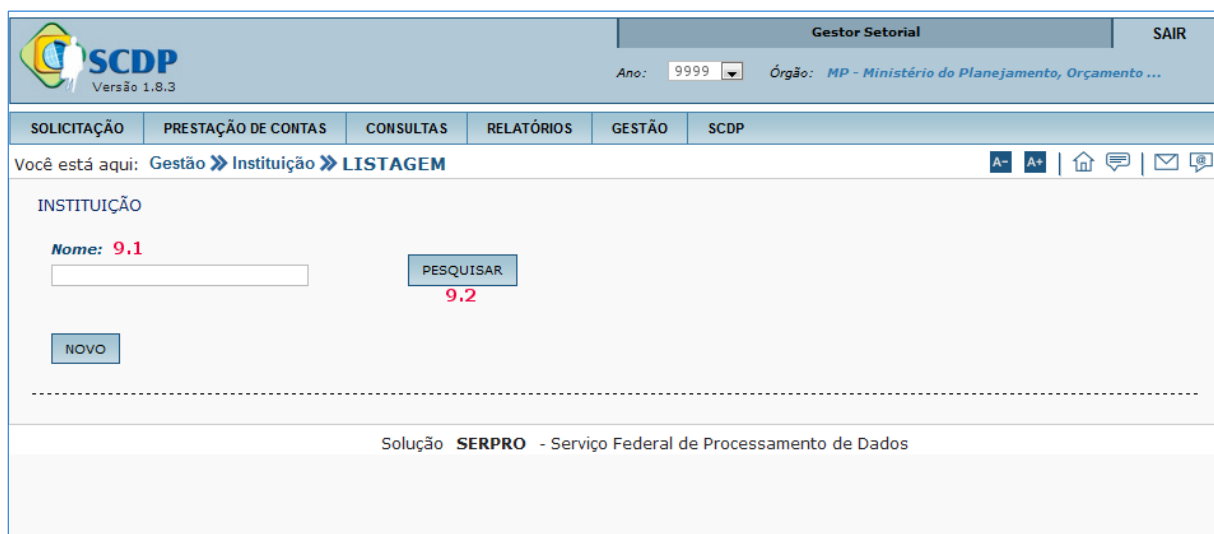 Gestor Setorial SAIR
SCDP
Versão 1.8.3
Ano: 9999 Órgão: MP - Ministério do Planejamento, Orçamento ...
SOLICITAÇÃO PRESTAÇÃO DE CONTAS CONSULTAS RELATÓRIOS GESTÃO SCDP
Você está aqui: Gestão Instituição LISTAGEM A- A+
INSTITUIÇÃO
Nome: 9.1
PESQUISAR
9.2
NOVO
Solução SERPRO - Serviço Federal de Processamento de Dados